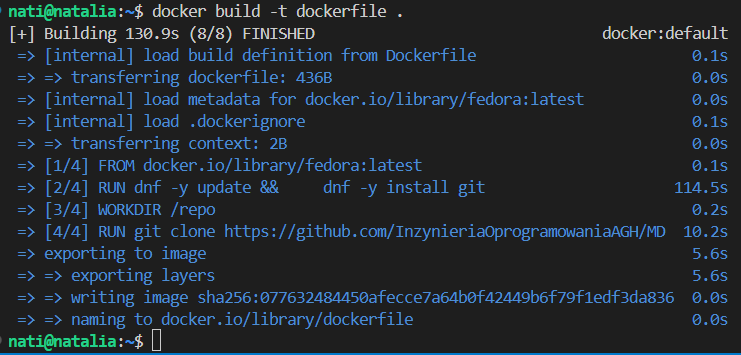 nati@natalia:~$ docker build -t dockerfile .
[+] Building 130.9s (8/8) FINISHED docker:default
=> [internal] load build definition from Dockerfile 0.1s
=> => transferring dockerfile: 436B 0.0s
=> [internal] load metadata for docker.io/library/fedora:latest 0.0s
=> [internal] load .dockerignore 0.1s
=> => transferring context: 2B 0.0s
=> [1/4] FROM docker.io/library/fedora:latest 0.1s
=> [2/4] RUN dnf -y update &&     dnf -y install git 114.5s
=> [3/4] WORKDIR /repo 0.2s
=> [4/4] RUN git clone https://github.com/InzynieriaOprogramowaniaAGH/MD 10.2s
=> exporting to image 5.6s
=> => exporting layers 5.6s
=> => writing image sha256:077632484450afecce7a64b0f42449b6f79f1edf3da836 0.0s
=> => naming to docker.io/library/dockerfile 0.0s
nati@natalia:~$